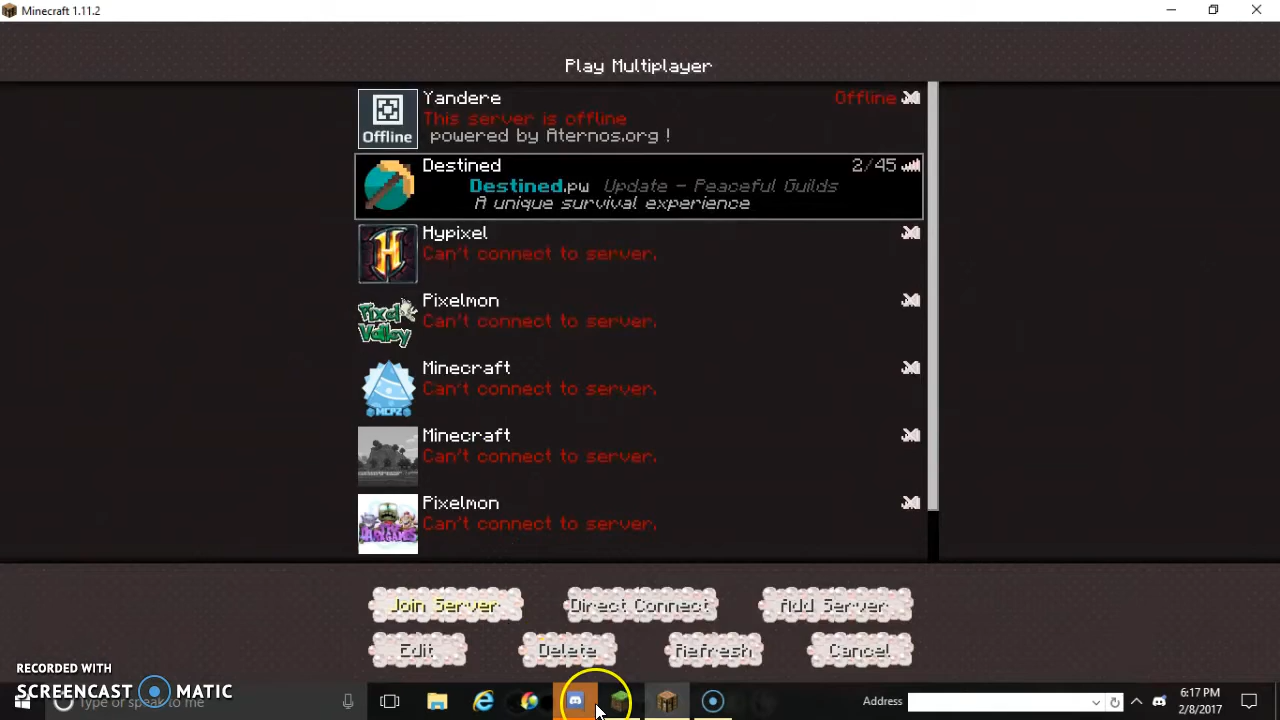 Minecraft 1.11.2
Play Multiplayer
Yandere
Offline
This server is offline
powered by Aternos.org !
Offline
Destined
2/45
Destined.pw Update - Peaceful Guilds
A unique survival experience
Hypixel
Can't connect to server.
H
Pixelmon
Can't connect to server.
Pixel Valley
Minecraft
Can't connect to server.
MCPZ
Minecraft
Can't connect to server.
Pixelmon
Can't connect to server.
Join Server
Direct Connect
Add Server
Edit
Delete
Refresh
Cancel
RECORDED WITH
SCREENCAST MATIC
Type or speak to me
Address
6:17 PM
2/8/2017